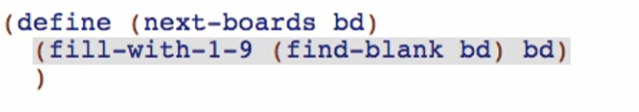 (define (next-boards bd)
(fill-with-1-9 (find-blank bd) bd)
)